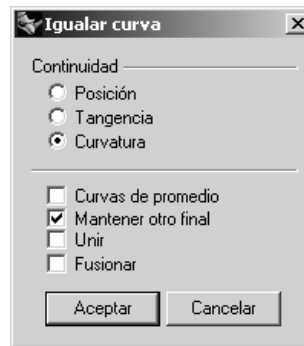 Igualar curva
Continuidad
Posición
Tangencia
Curvatura
Curvas de promedio
Mantener otro final
Unir
Fusionar
Aceptar Cancelar